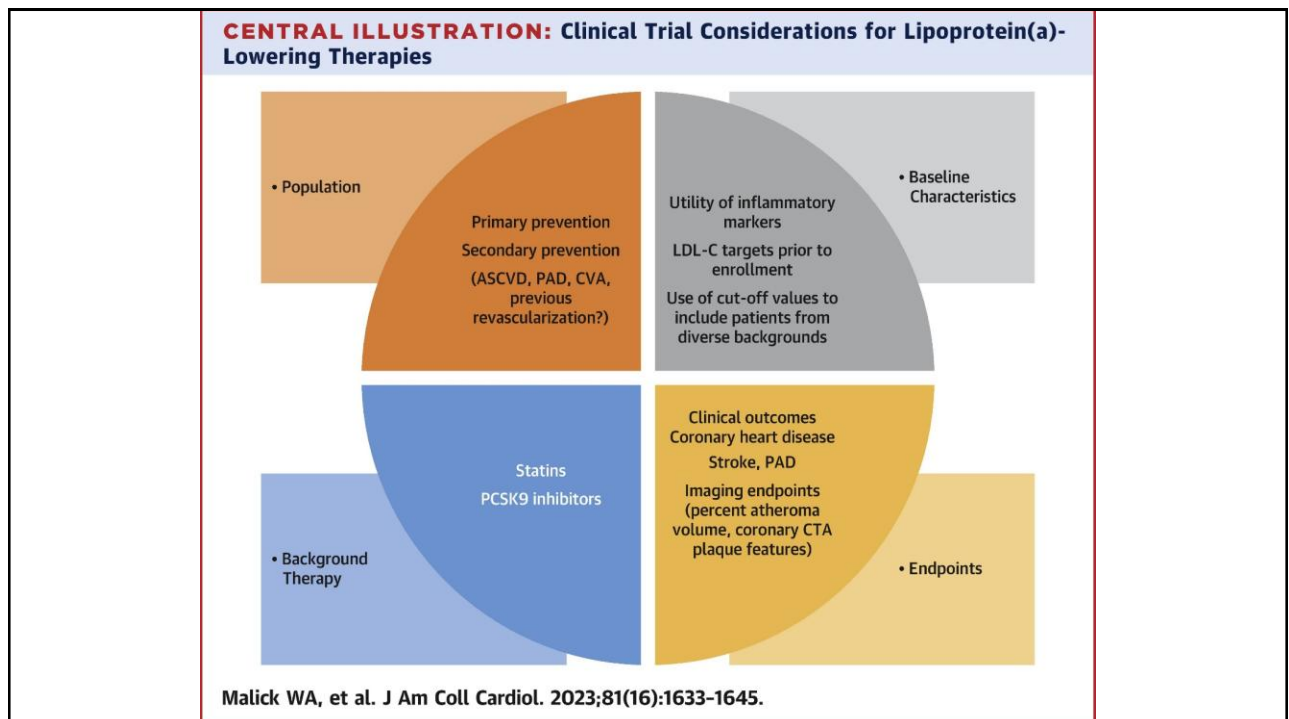 CENTRAL ILLUSTRATION: Clinical Trial Considerations for Lipoprotein(a)-
Lowering Therapies
• Population
Primary prevention
Secondary prevention
(ASCVD, PAD, CVA,
previous
revascularization?)
Utility of inflammatory
markers
LDL-C targets prior to
enrollment
Use of cut-off values to
include patients from
diverse backgrounds
• Baseline
Characteristics
• Background
Therapy
Statins
PCSK9 inhibitors
Clinical outcomes
Coronary heart disease
Stroke, PAD
Imaging endpoints
(percent atheroma
volume, coronary CTA
plaque features)
• Endpoints
Malick WA, et al. J Am Coll Cardiol. 2023;81(16):1633–1645.